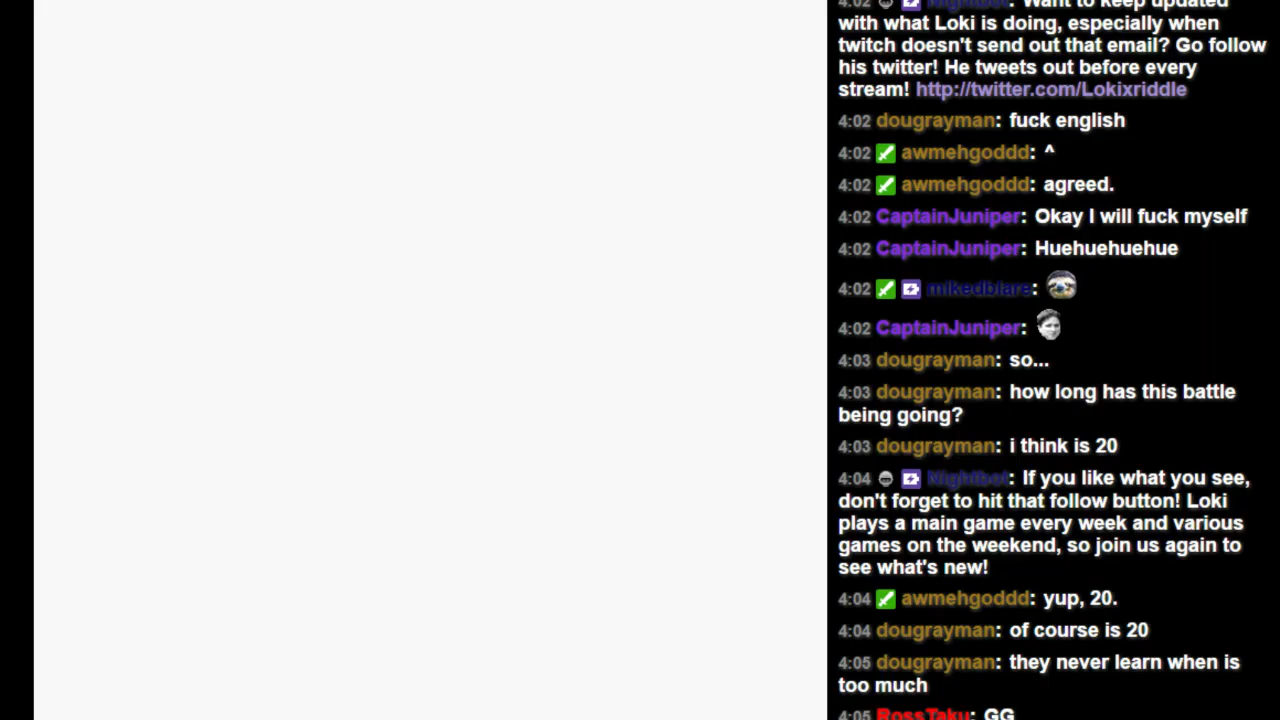 4:02 Nightbot: Want to keep updated
with what Loki is doing, especially when
twitch doesn't send out that email? Go follow
his twitter! He tweets out before every
stream! http://twitter.com/Lokixriddle
4:02 dougrayman: fuck english
4:02 awmehgoddd: ^
4:02 awmehgoddd: agreed.
4:02 CaptainJuniper: Okay I will fuck myself
4:02 CaptainJuniper: Huehuehuehue
4:02 mikedblare:
4:02 CaptainJuniper:
4:03 dougrayman: so...
4:03 dougrayman: how long has this battle
being going?
4:03 dougrayman: i think is 20
4:04 Nightbot: If you like what you see,
don't forget to hit that follow button! Loki
plays a main game every week and various
games on the weekend, so join us again to
see what's new!
4:04 awmehgoddd: yup, 20.
4:04 dougrayman: of course is 20
4:05 dougrayman: they never learn when is
too much
4:05 RossTaku: GG